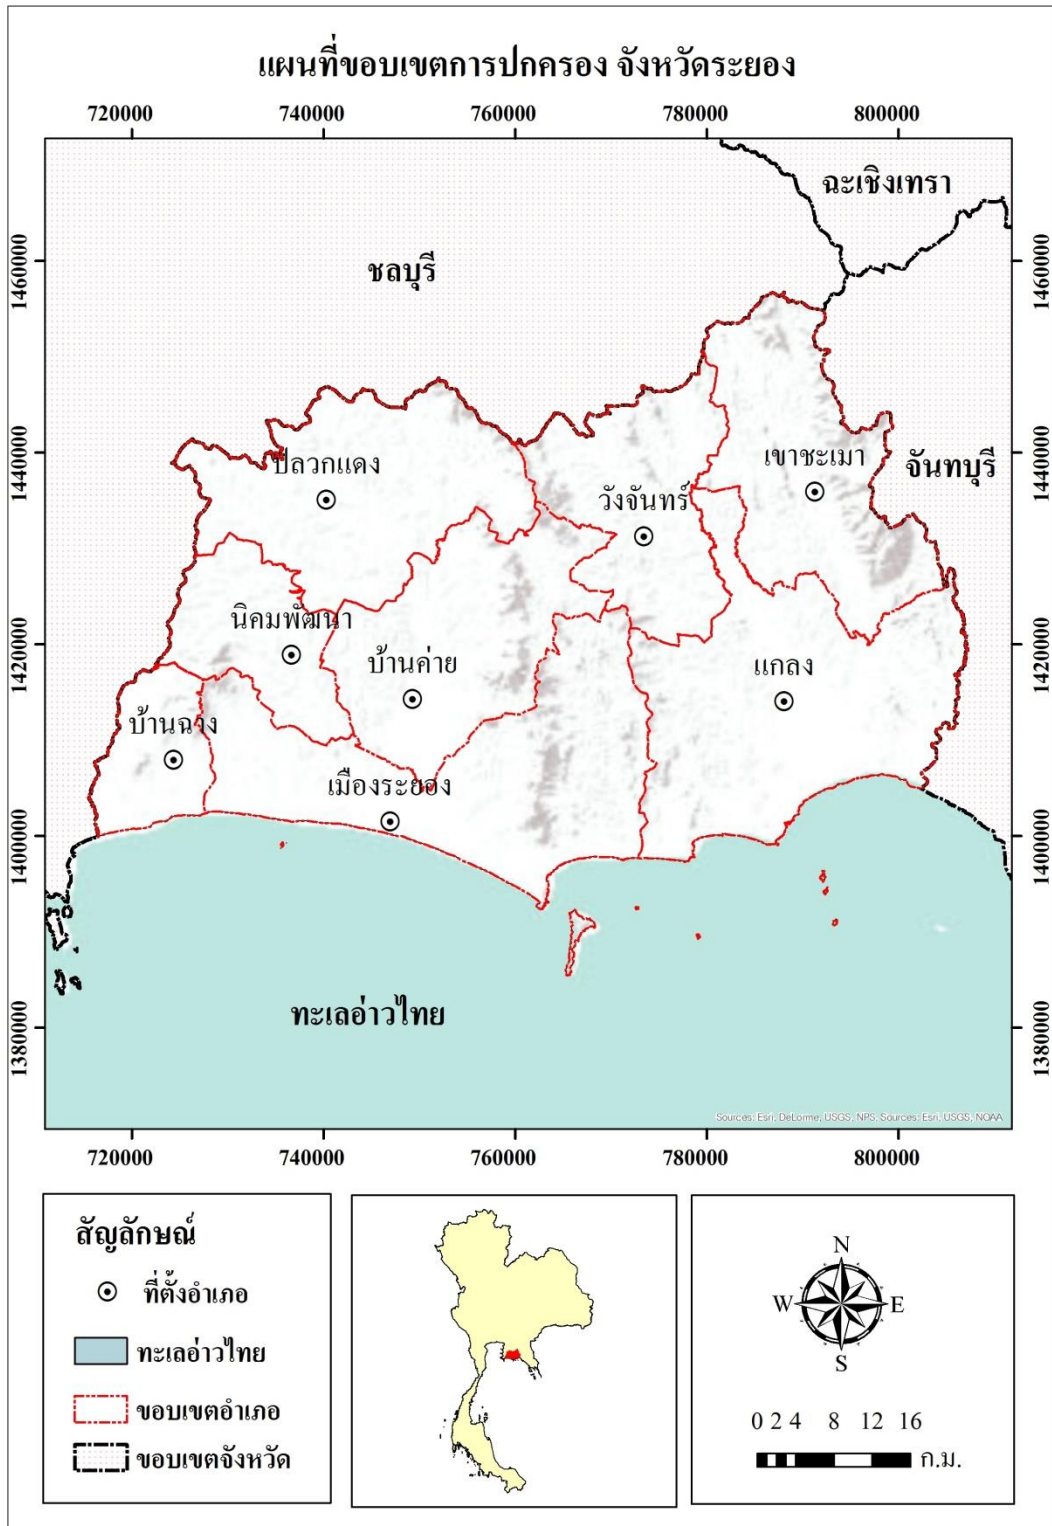 แผนที่ขอบเขตการปกครอง จังหวัดระยอง
720000 740000 760000 780000 800000
ฉะเชิงเทรา
1460000 1460000
ชลบุรี
1440000 1440000
ปลวกแดง
เขาชะเมา
จันทบุรี
วังจันทร์
1420000 1420000
นิคมพัฒนา
บ้านค่าย
แกลง
บ้านฉาง
เมืองระยอง
1400000 1400000
ทะเลอ่าวไทย
1380000 1380000
Sources: Esri, DeLorme, USGS, NPS, Sources: Esri, USGS, NOAA
720000 740000 760000 780000 800000
สัญลักษณ์
ที่ตั้งอำเภอ
ทะเลอ่าวไทย
ขอบเขตอำเภอ
ขอบเขตจังหวัด
N
W E
S
0 2 4 8 12 16
ก.ม.